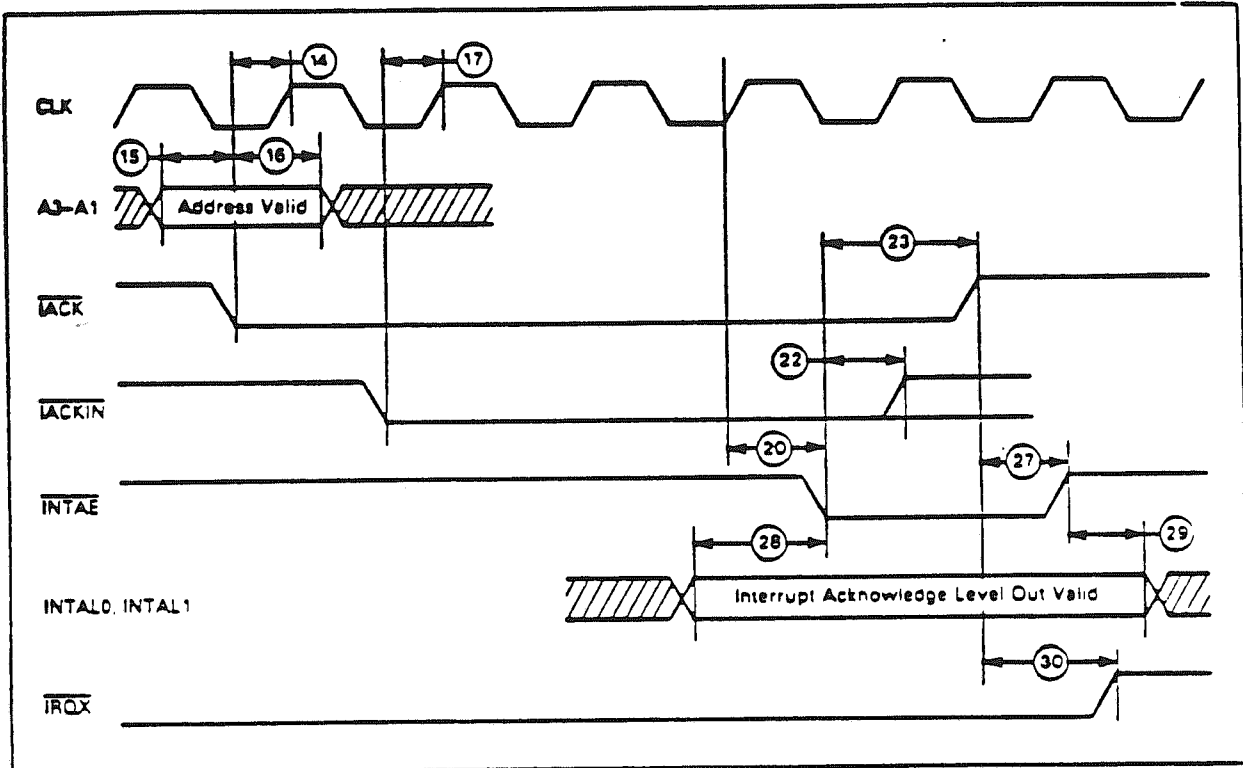 14
17
CLK
15
16
A3–A1
Address Valid
23
IACK
22
IACKIN
20
27
INTAE
28
29
INTAL0, INTAL1
Interrupt Acknowledge Level Out Valid
30
IRQX